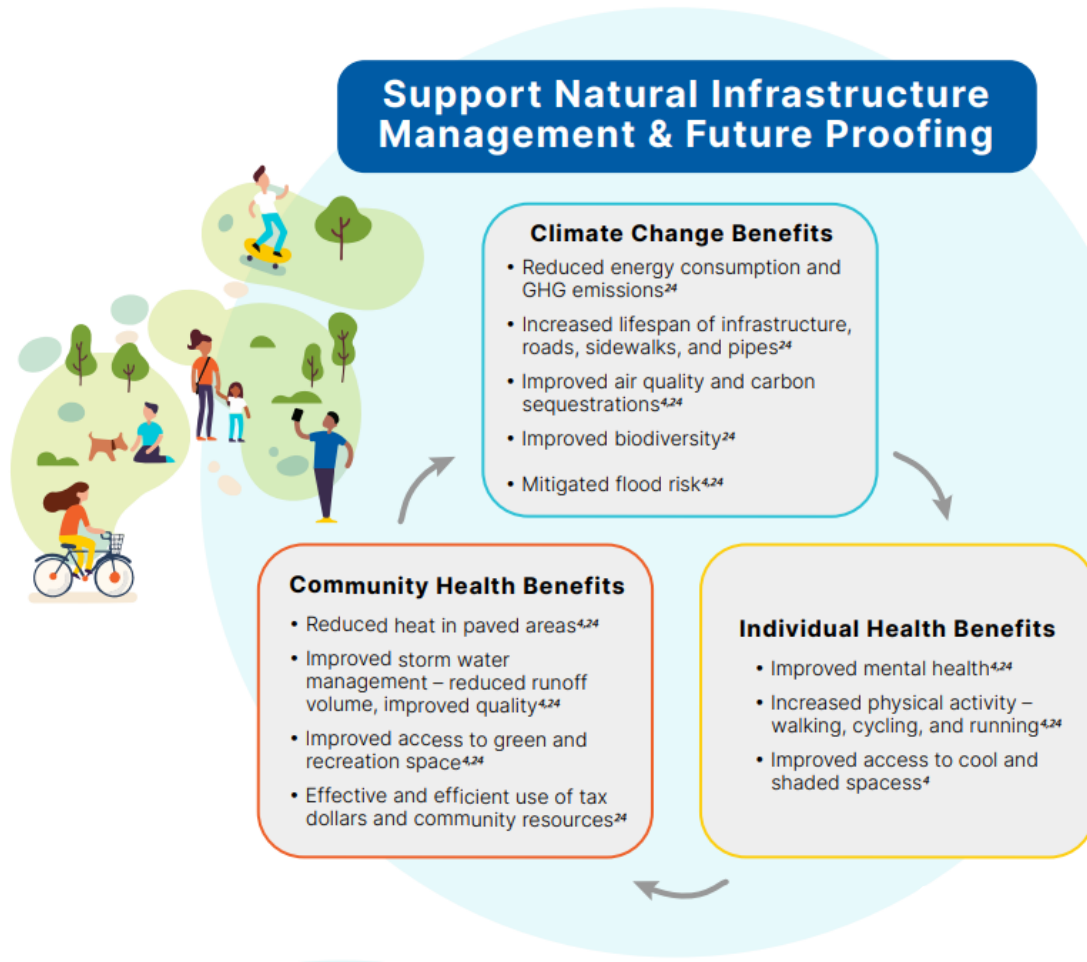 Support Natural Infrastructure
Management & Future Proofing
Climate Change Benefits
• Reduced energy consumption and
GHG emissions24
• Increased lifespan of infrastructure,
roads, sidewalks, and pipes24
• Improved air quality and carbon
sequestrations4,24
• Improved biodiversity24
• Mitigated flood risk4,24
Community Health Benefits
• Reduced heat in paved areas4,24
• Improved storm water
management – reduced runoff
volume, improved quality4,24
• Improved access to green and
recreation space4,24
• Effective and efficient use of tax
dollars and community resources24
Individual Health Benefits
• Improved mental health4,24
• Increased physical activity –
walking, cycling, and running4,24
• Improved access to cool and
shaded spacess4